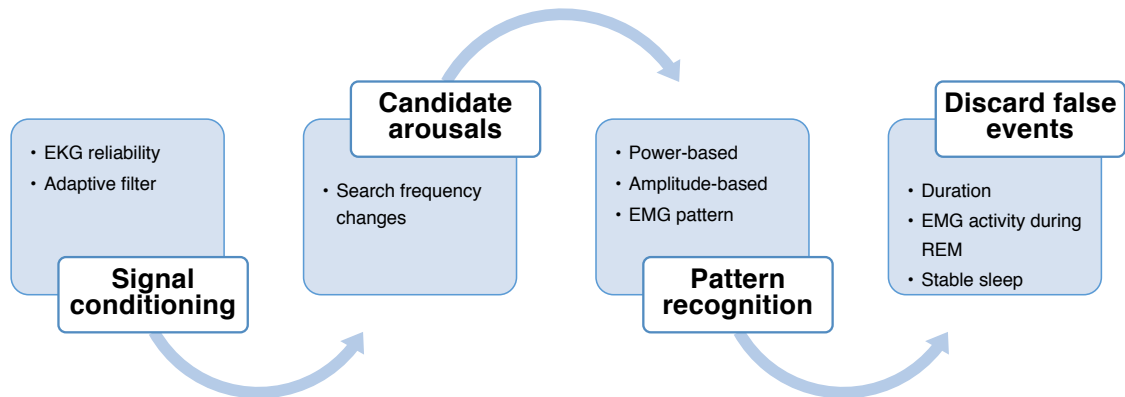 • EKG reliability
• Adaptive filter
Signal
conditioning
Candidate
arousals
• Search frequency
changes
• Power-based
• Amplitude-based
• EMG pattern
Pattern
recognition
Discard false
events
• Duration
• EMG activity during
REM
• Stable sleep